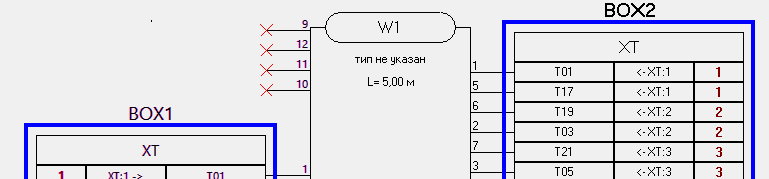 BOX2
9
W1
12
XT
11
тип не указан
1 T01 <-XT:1 1
10
L= 5,00 м
5 T17 <-XT:1 1
BOX1
6 T19 <-XT:2 2
2 T03 <-XT:2 2
XT
7 T21 <-XT:3 3
1 XT:1 -> T01 1
3 T05 <-XT:3 3